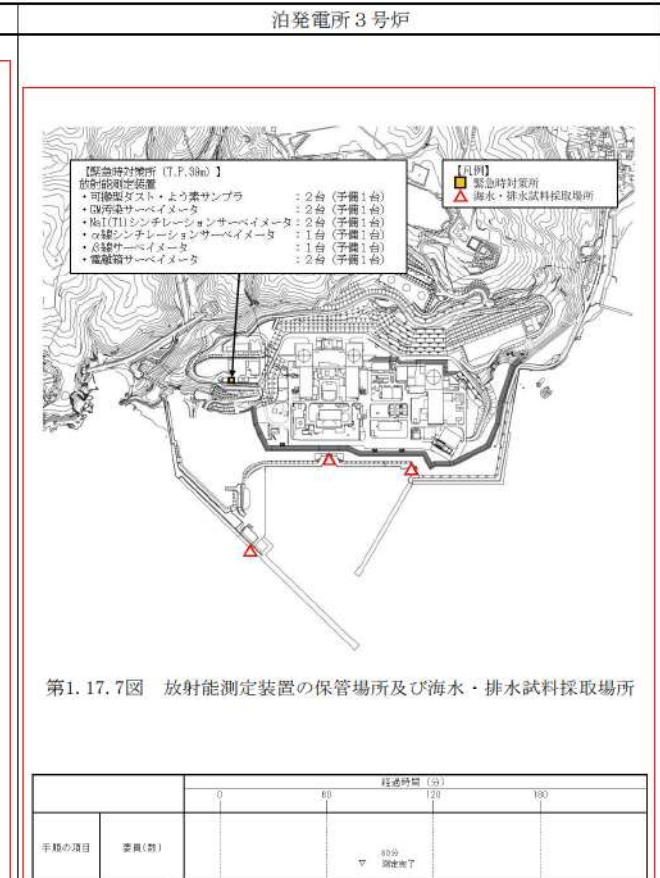 泊発電所3号炉
【緊急時対策所 (T.P.39m) 】
放射能測定装置
・可搬型ダスト・よう素サンプラ : 2台 (予備1台)
・GM汚染サーベイメータ : 2台 (予備1台)
・NaI(Tl)シンチレーションサーベイメータ : 2台 (予備1台)
・α線シンチレーションサーベイメータ : 1台 (予備1台)
・β線サーベイメータ : 1台 (予備1台)
・電離箱サーベイメータ : 2台 (予備1台)
【凡例】
緊急時対策所
海水・排水試料採取場所
第1.17.7図 放射能測定装置の保管場所及び海水・排水試料採取場所
経過時間 (分)
0 60 120 180
手順の項目 要員(数)
80分
▽ 測定完了